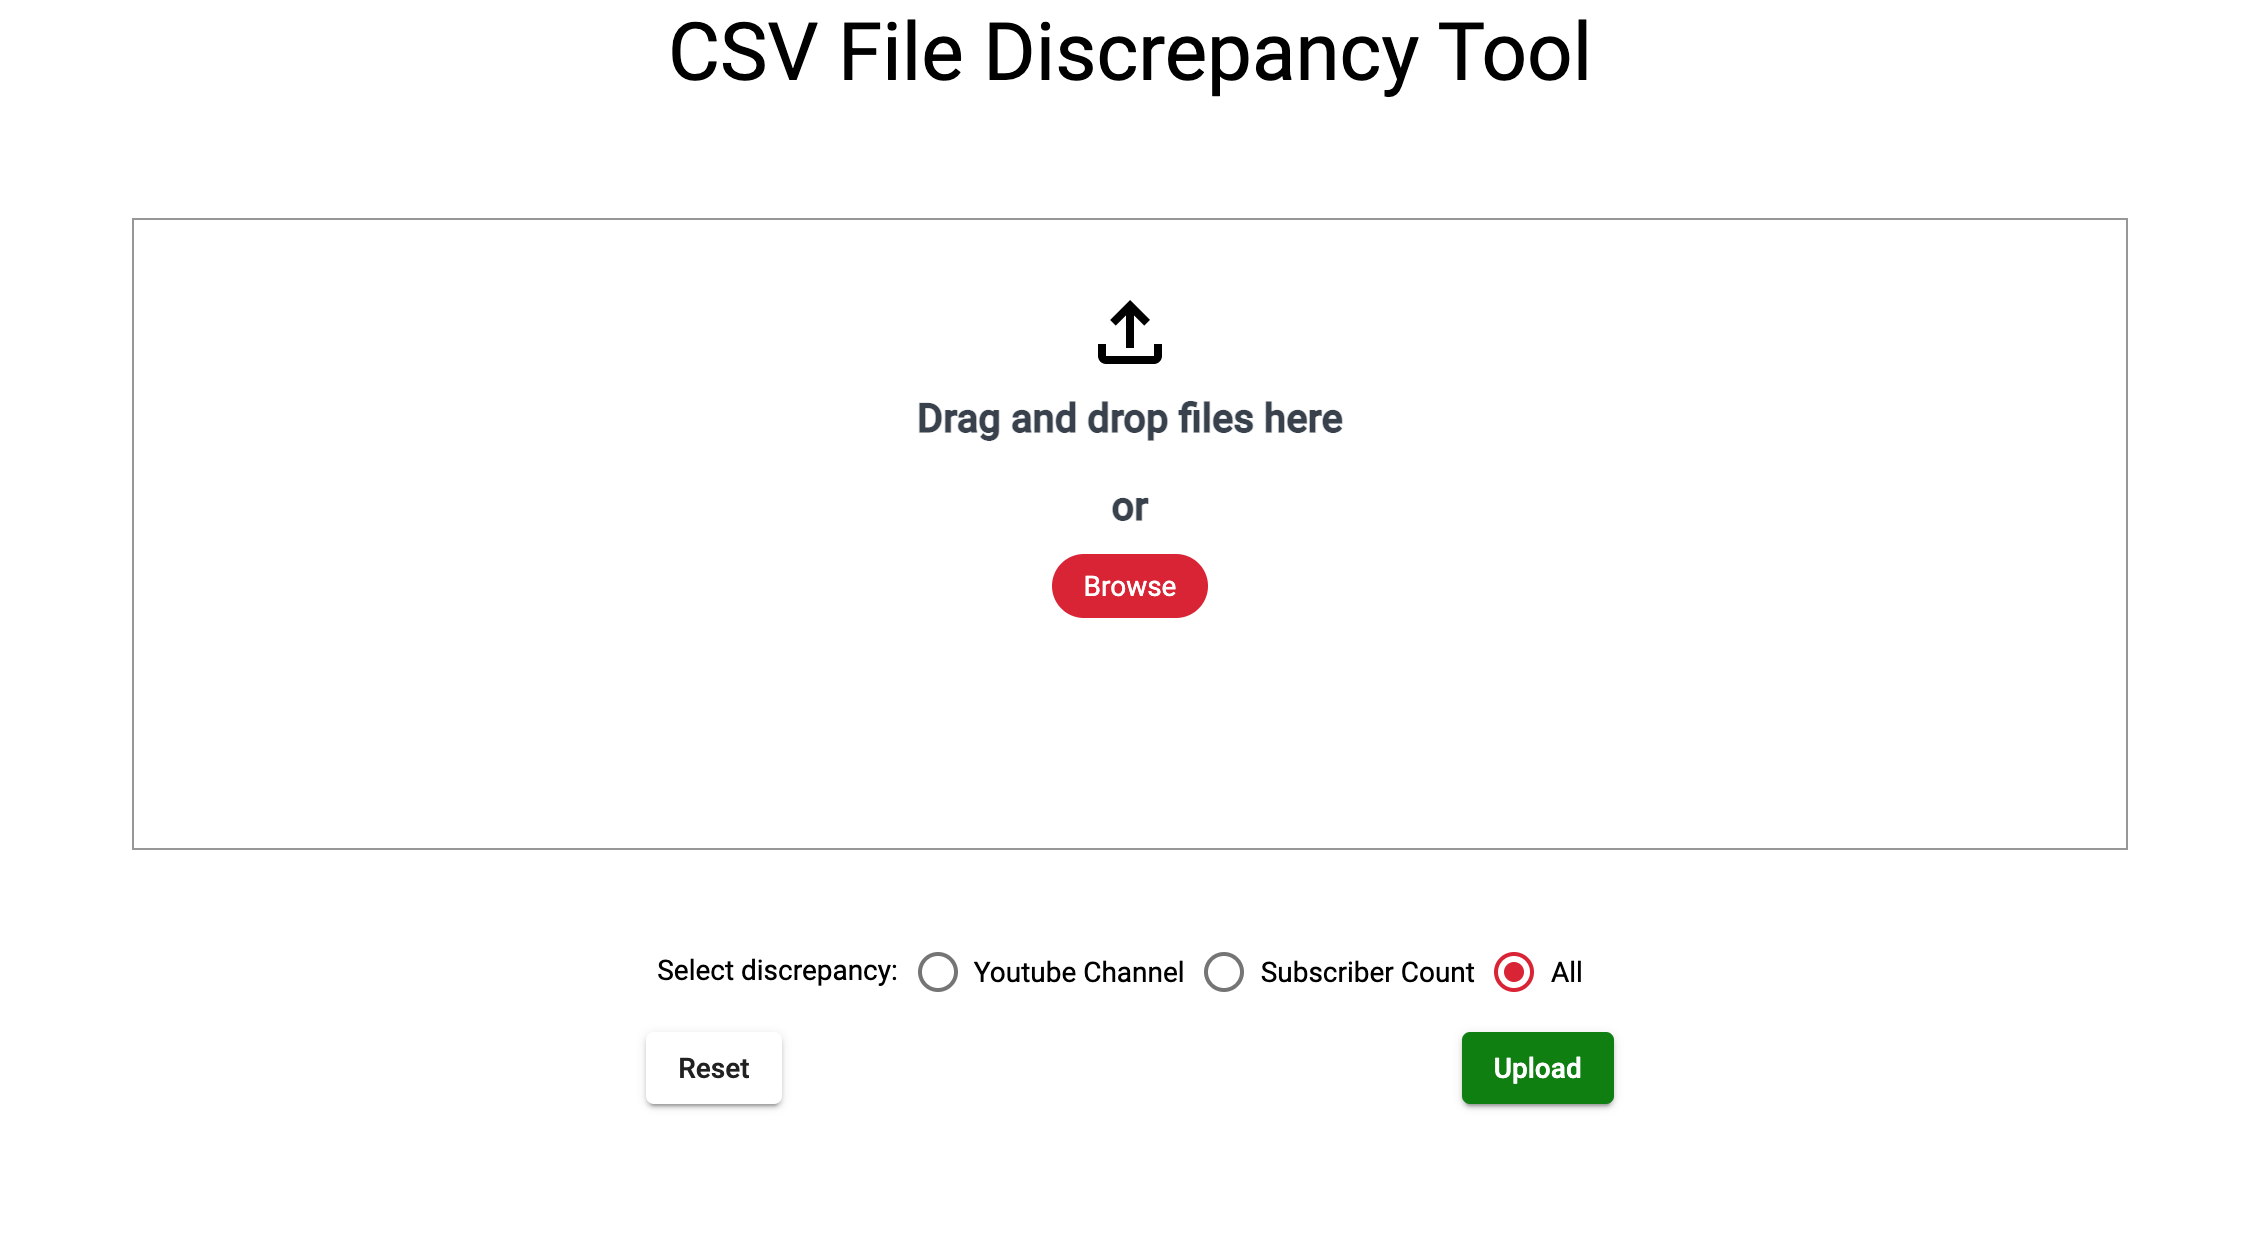 CSV File Discrepancy Tool
Drag and drop files here
or
Browse
Select discrepancy: Youtube Channel Subscriber Count All
Reset Upload